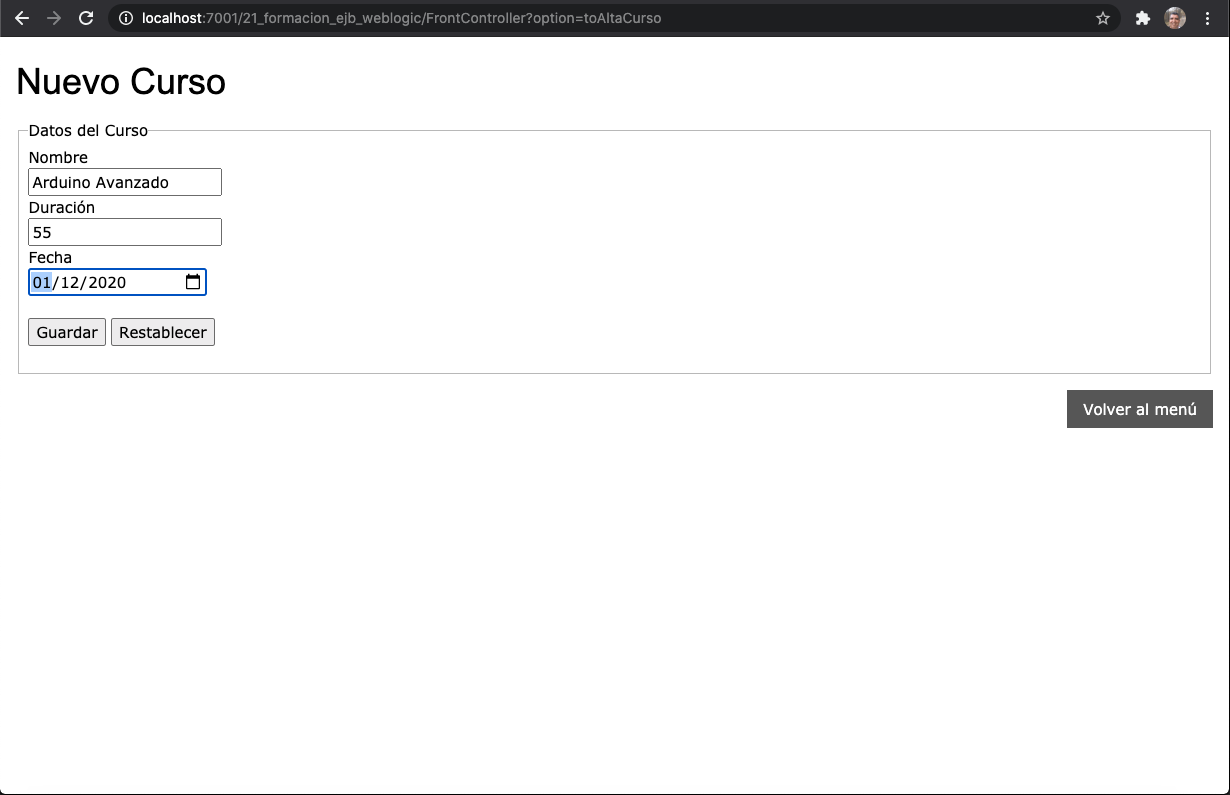 localhost:7001/21_formacion_ejb_weblogic/FrontController?option=toAltaCurso
Nuevo Curso
Datos del Curso
Nombre
Arduino Avanzado
Duración
55
Fecha
01/12/2020
Guardar Restablecer
Volver al menú